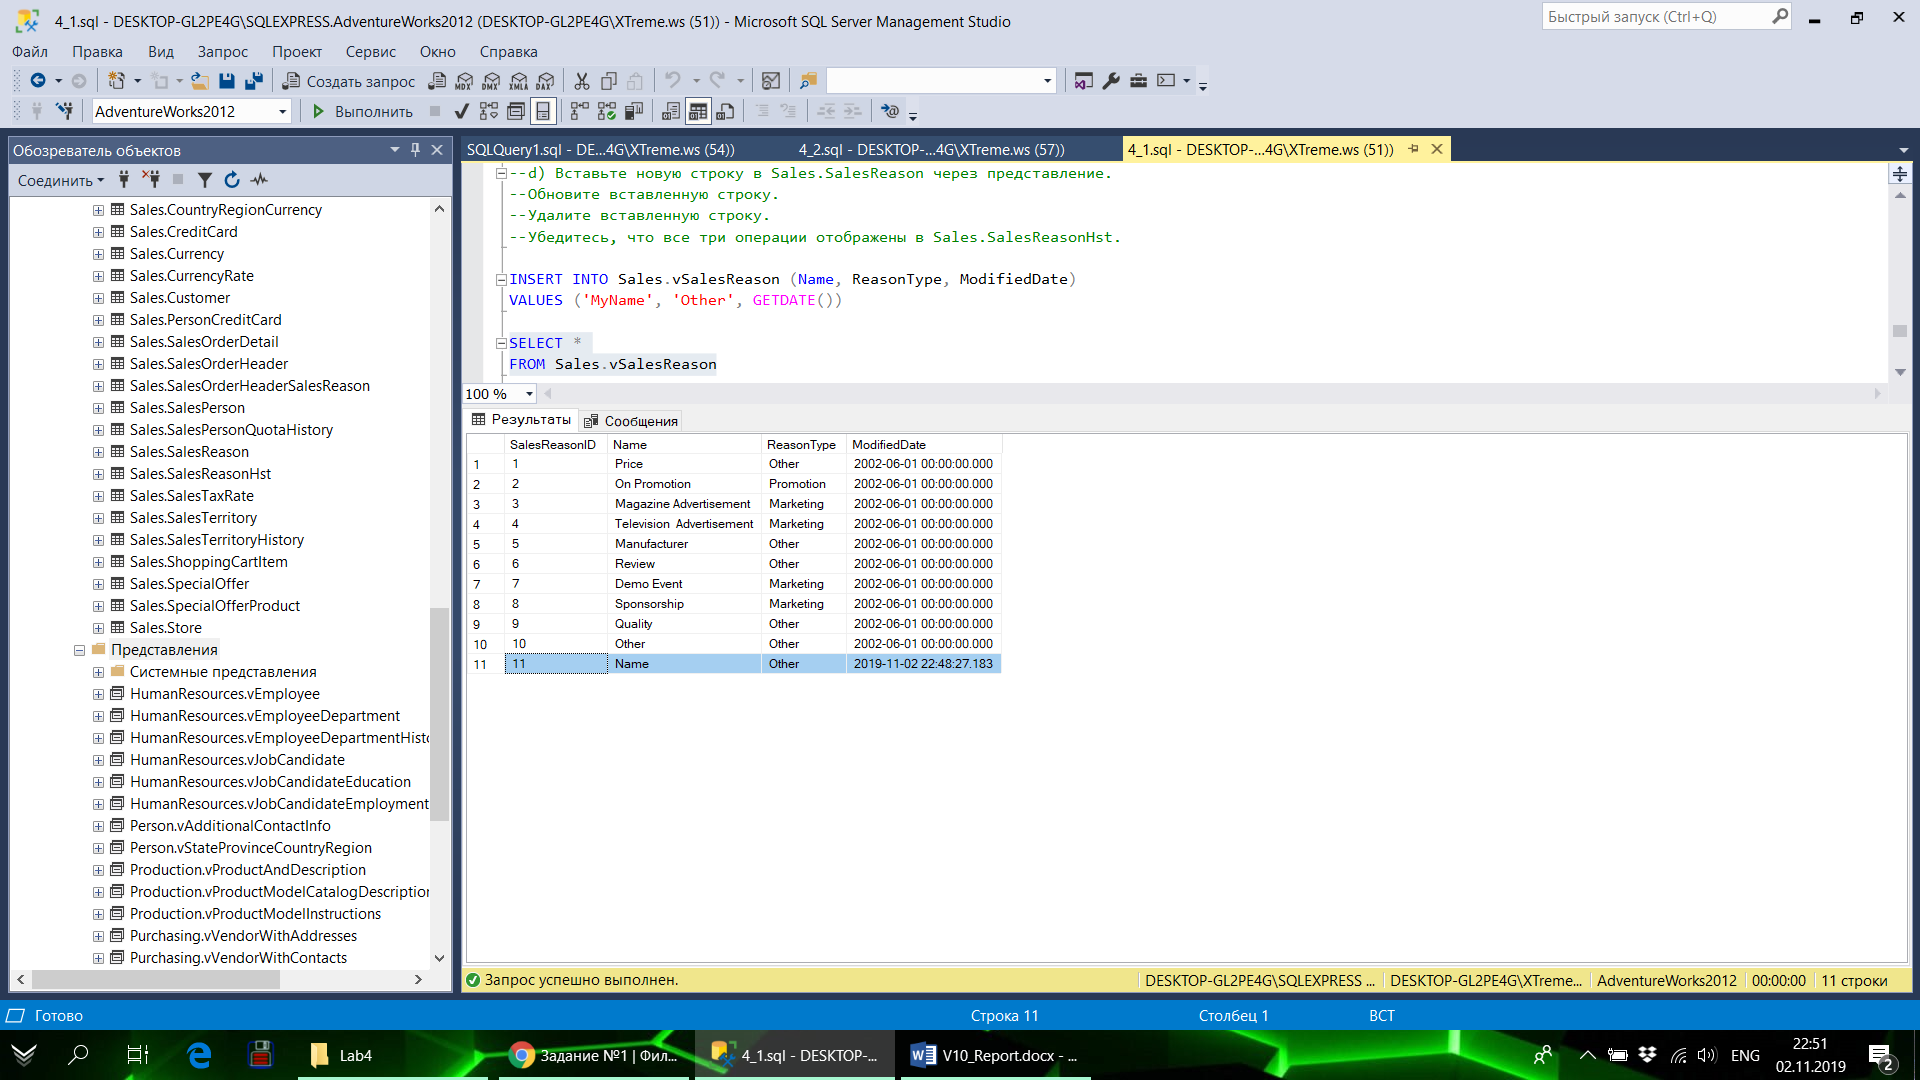 4_1.sql - DESKTOP-GL2PE4G\SQLEXPRESS.AdventureWorks2012 (DESKTOP-GL2PE4G\XTreme.ws (51)) - Microsoft SQL Server Management Studio
Быстрый запуск (Ctrl+Q)
Файл Правка Вид Запрос Проект Сервис Окно Справка
Создать запрос
AdventureWorks2012 Выполнить
Обозреватель объектов
Соединить
Sales.CountryRegionCurrency
Sales.CreditCard
Sales.Currency
Sales.CurrencyRate
Sales.Customer
Sales.PersonCreditCard
Sales.SalesOrderDetail
Sales.SalesOrderHeader
Sales.SalesOrderHeaderSalesReason
Sales.SalesPerson
Sales.SalesPersonQuotaHistory
Sales.SalesReason
Sales.SalesReasonHst
Sales.SalesTaxRate
Sales.SalesTerritory
Sales.SalesTerritoryHistory
Sales.ShoppingCartItem
Sales.SpecialOffer
Sales.SpecialOfferProduct
Sales.Store
Представления
Системные представления
HumanResources.vEmployee
HumanResources.vEmployeeDepartment
HumanResources.vEmployeeDepartmentHisto
HumanResources.vJobCandidate
HumanResources.vJobCandidateEducation
HumanResources.vJobCandidateEmployment
Person.vAdditionalContactInfo
Person.vStateProvinceCountryRegion
Production.vProductAndDescription
Production.vProductModelCatalogDescription
Production.vProductModelInstructions
Purchasing.vVendorWithAddresses
Purchasing.vVendorWithContacts
SQLQuery1.sql - DE...4G\XTreme.ws (54)) 4_2.sql - DESKTOP-...4G\XTreme.ws (57)) 4_1.sql - DESKTOP-...4G\XTreme.ws (51))
--d) Вставьте новую строку в Sales.SalesReason через представление.
--Обновите вставленную строку.
--Удалите вставленную строку.
--Убедитесь, что все три операции отображены в Sales.SalesReasonHst.
INSERT INTO Sales.vSalesReason (Name, ReasonType, ModifiedDate)
VALUES ('MyName', 'Other', GETDATE())
SELECT *
FROM Sales.vSalesReason
100 %
Результаты Сообщения
SalesReasonID Name ReasonType ModifiedDate
1 1 Price Other 2002-06-01 00:00:00.000
2 2 On Promotion Promotion 2002-06-01 00:00:00.000
3 3 Magazine Advertisement Marketing 2002-06-01 00:00:00.000
4 4 Television  Advertisement Marketing 2002-06-01 00:00:00.000
5 5 Manufacturer Other 2002-06-01 00:00:00.000
6 6 Review Other 2002-06-01 00:00:00.000
7 7 Demo Event Marketing 2002-06-01 00:00:00.000
8 8 Sponsorship Marketing 2002-06-01 00:00:00.000
9 9 Quality Other 2002-06-01 00:00:00.000
10 10 Other Other 2002-06-01 00:00:00.000
11 11 Name Other 2019-11-02 22:48:27.183
Запрос успешно выполнен. DESKTOP-GL2PE4G\SQLEXPRESS ... DESKTOP-GL2PE4G\XTreme... AdventureWorks2012 00:00:00 11 строки
Готово Строка 11 Столбец 1 ВСТ
Lab4 Задание №1 | Фил... 4_1.sql - DESKTOP-... V10_Report.docx - ... ENG 22:51
02.11.2019
2